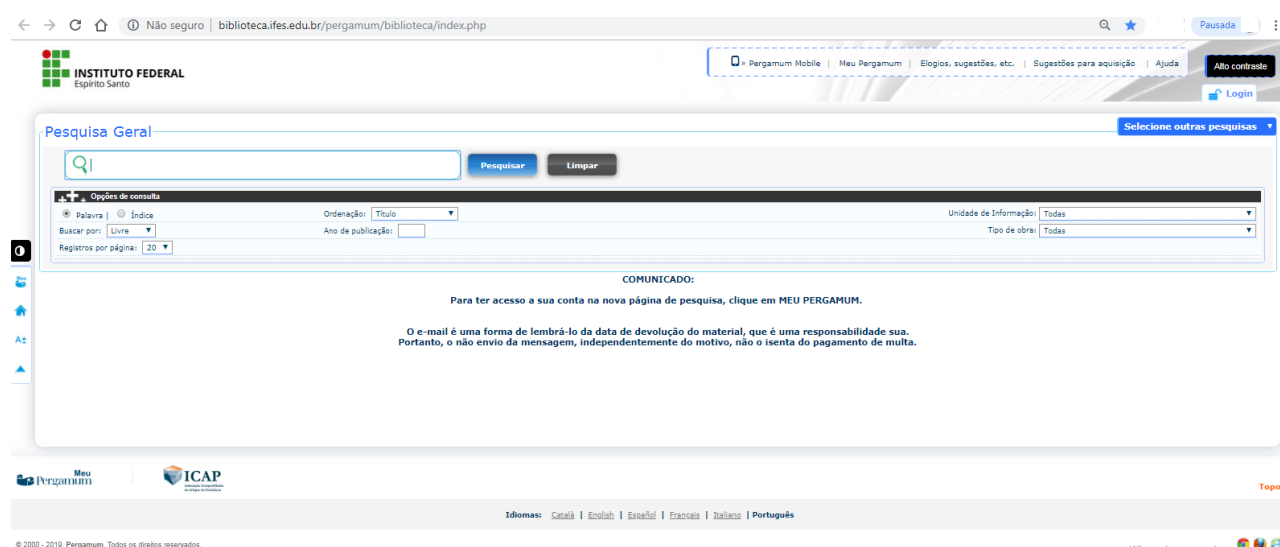 Não seguro | biblioteca.ifes.edu.br/pergamum/biblioteca/index.php
Pausada
INSTITUTO FEDERAL
Espírito Santo
» Pergamum Mobile | Meu Pergamum | Elogios, sugestões, etc. | Sugestões para aquisição | Ajuda
Alto contraste
Login
Pesquisa Geral
Selecione outras pesquisas
Pesquisar
Limpar
Opções de consulta
Palavra | Índice
Ordenação: Título
Unidade de Informação: Todas
Buscar por: Livre
Ano de publicação:
Tipo de obra: Todas
Registros por página: 20
COMUNICADO:
Para ter acesso a sua conta na nova página de pesquisa, clique em MEU PERGAMUM.
O e-mail é uma forma de lembrá-lo da data de devolução do material, que é uma responsabilidade sua.
Portanto, o não envio da mensagem, independentemente do motivo, não o isenta do pagamento de multa.
Meu
A±
Meu
Pergamum
ICAP
Topo
Idiomas: Català | English | Español | Français | Italiano | Português
© 2000 - 2019. Pergamum. Todos os direitos reservados.